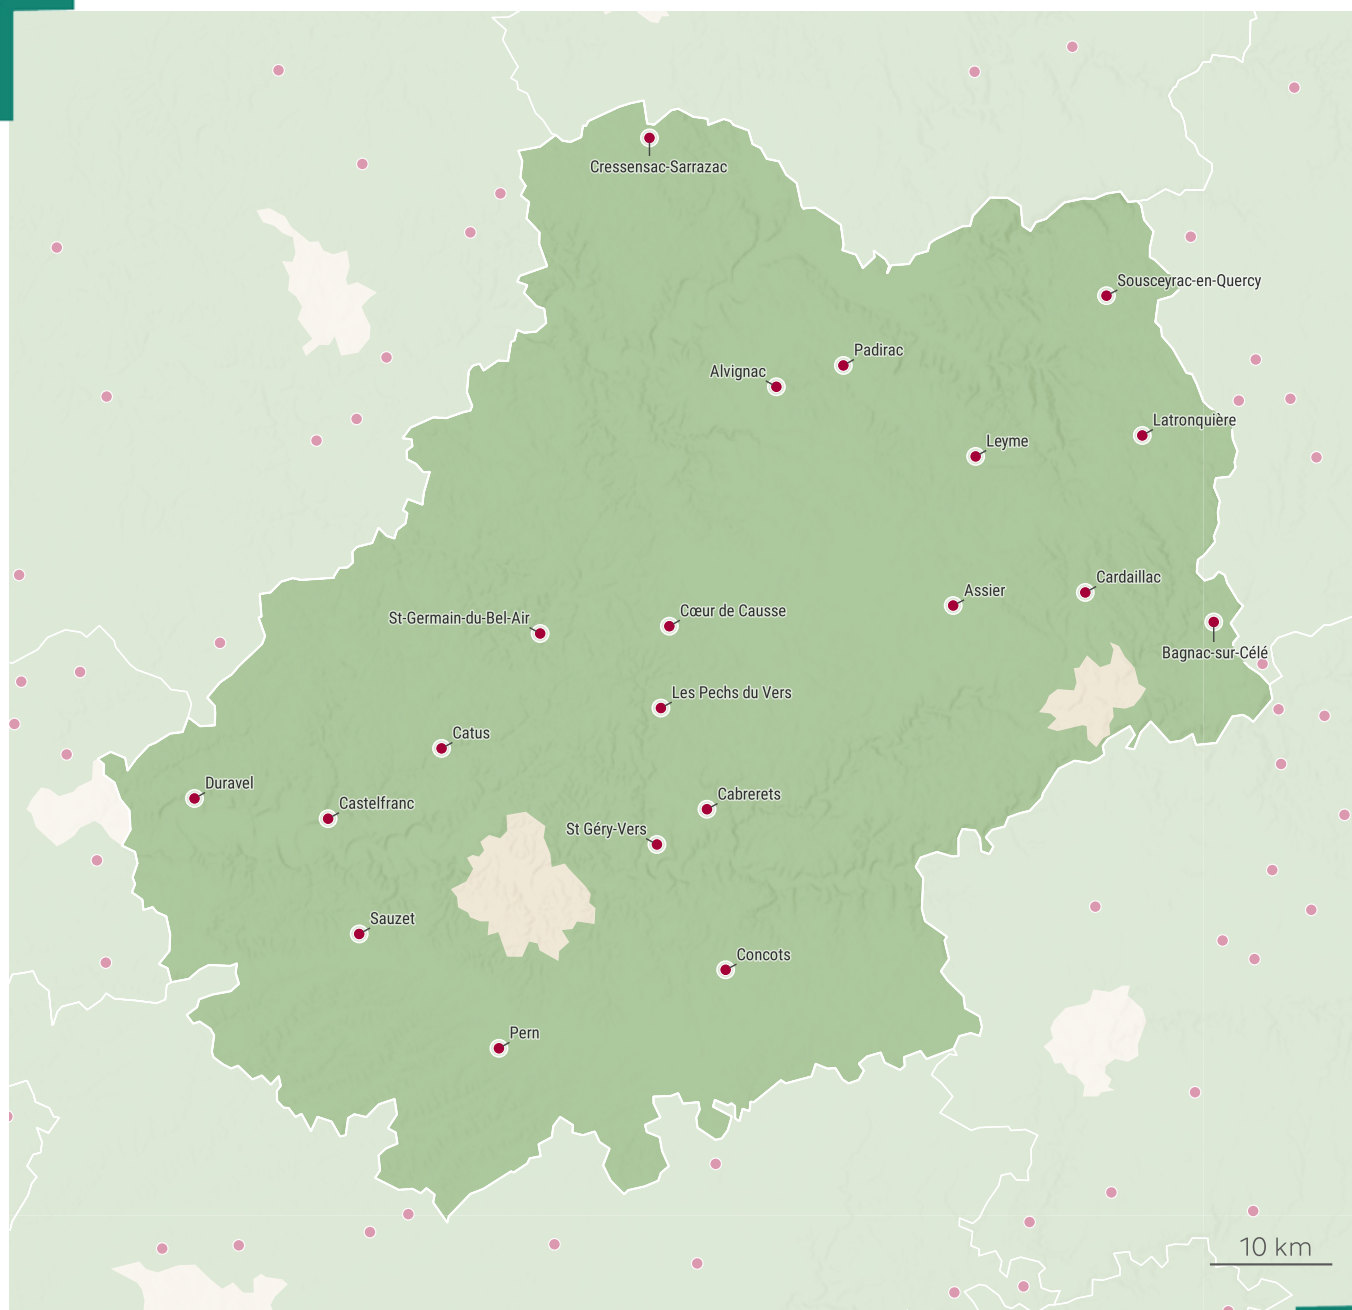 Cressensac-Sarrazac
Sousceyrac-en-Quercy
Padirac
Alvignac
Latronquière
Leyme
Cardaillac
Assier
Cœur de Causse
St-Germain-du-Bel-Air
Bagnac-sur-Célé
Les Pechs du Vers
Catus
Duravel
Cabrerets
Castelfranc
St Géry-Vers
Sauzet
Concots
Pern
10 km